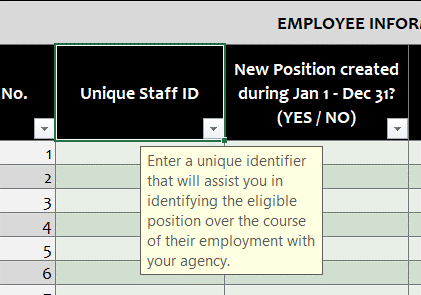 EMPLOYEE INFOR
No.
Unique Staff ID
New Position created
during Jan 1 - Dec 31?
(YES / NO)
1
2
3
4
5
6
Enter a unique identifier
that will assist you in
identifying the eligible
position over the course
of their employment with
your agency.